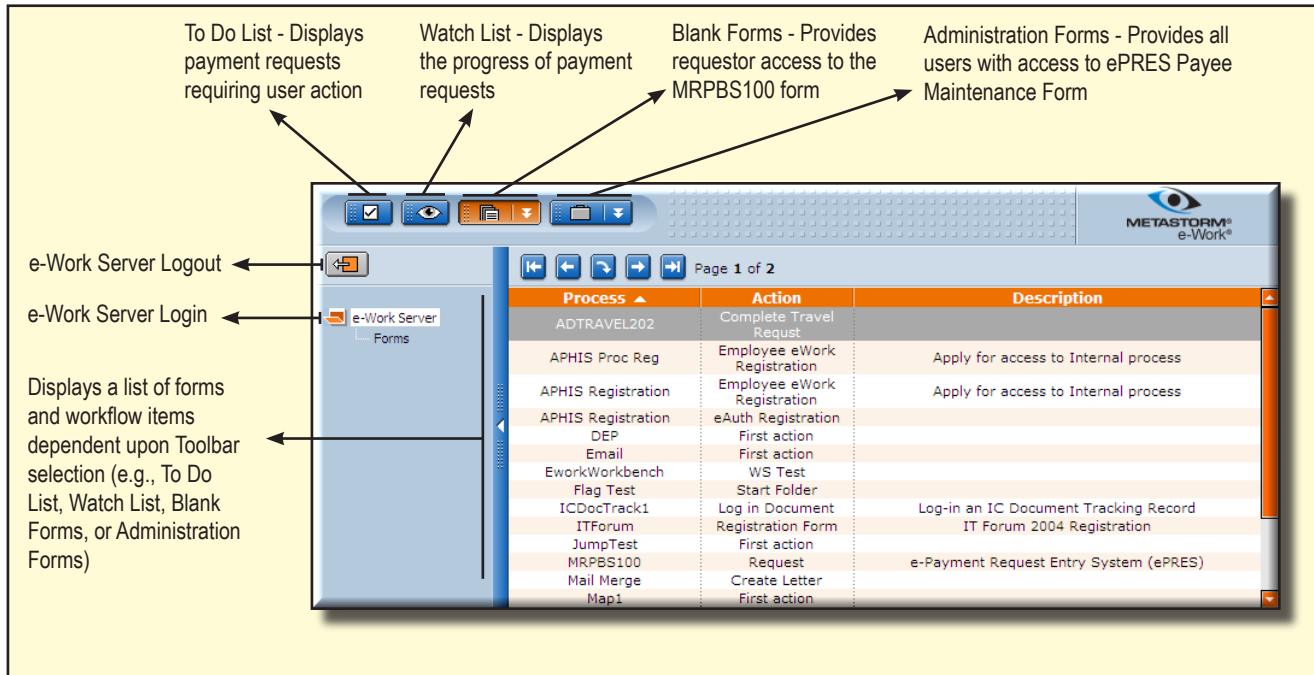 To Do List - Displays
payment requests
requiring user action
Watch List - Displays
the progress of payment
requests
Blank Forms - Provides
requestor access to the
MRPBS100 form
Administration Forms - Provides all
users with access to ePRES Payee
Maintenance Form
METASTORM®
e-Work®
e-Work Server Logout
e-Work Server Login
Displays a list of forms
and workflow items
dependent upon Toolbar
selection (e.g., To Do
List, Watch List, Blank
Forms, or Administration
Forms)
e-Work Server
Forms
Page 1 of 2
Process Action Description
ADTRAVEL202 Complete Travel
Requst
APHIS Proc Reg Employee eWork
Registration Apply for access to Internal process
APHIS Registration Employee eWork
Registration Apply for access to Internal process
APHIS Registration eAuth Registration
DEP First action
Email First action
EworkWorkbench WS Test
Flag Test Start Folder
ICDocTrack1 Log in Document Log-in an IC Document Tracking Record
ITForum Registration Form IT Forum 2004 Registration
JumpTest First action
MRPBS100 Request e-Payment Request Entry System (ePRES)
Mail Merge Create Letter
Map1 First action